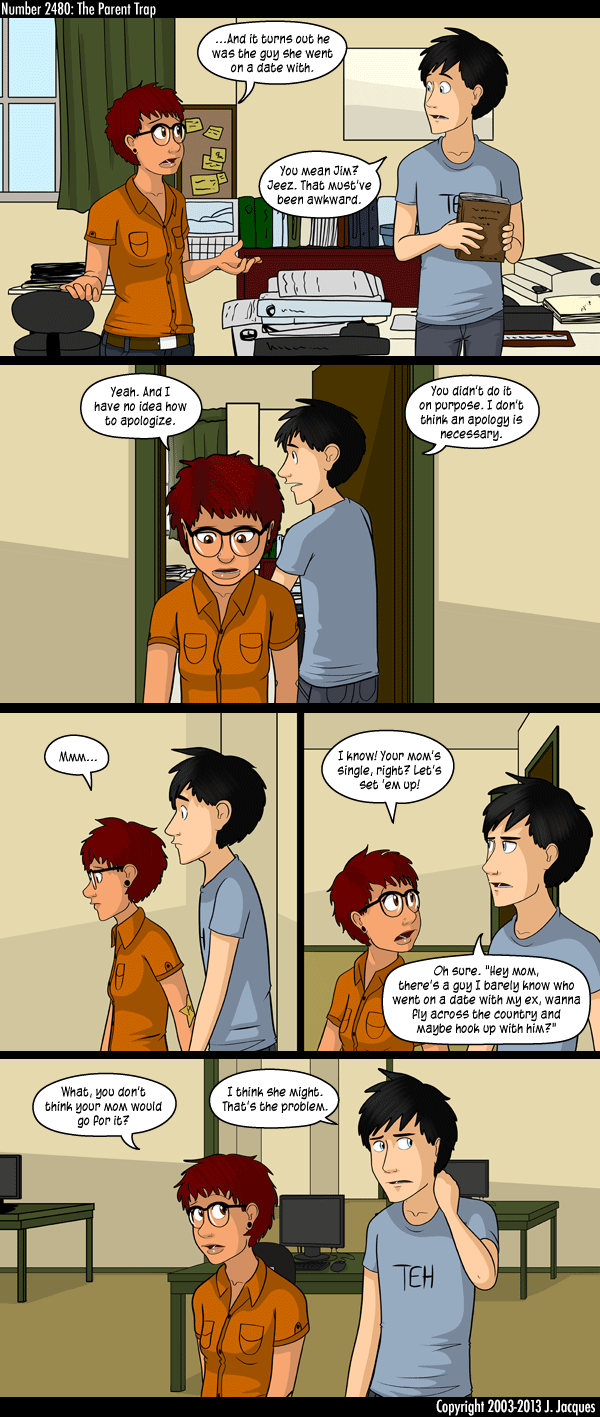 Number 2480: The Parent Trap
...And it turns out he
was the guy she went
on a date with.
You mean Jim?
Jeez. That must've
been awkward.
Yeah. And I
have no idea how
to apologize.
You didn't do it
on purpose. I don't
think an apology is
necessary.
Mmm...
I know! Your mom's
single, right? Let's
set 'em up!
Oh sure. "Hey mom,
there's a guy I barely know who
went on a date with my ex, wanna
fly across the country and
maybe hook up with him?"
What, you don't
think your mom would
go for it?
I think she might.
That's the problem.
TEH
Copyright 2003-2013 J. Jacques